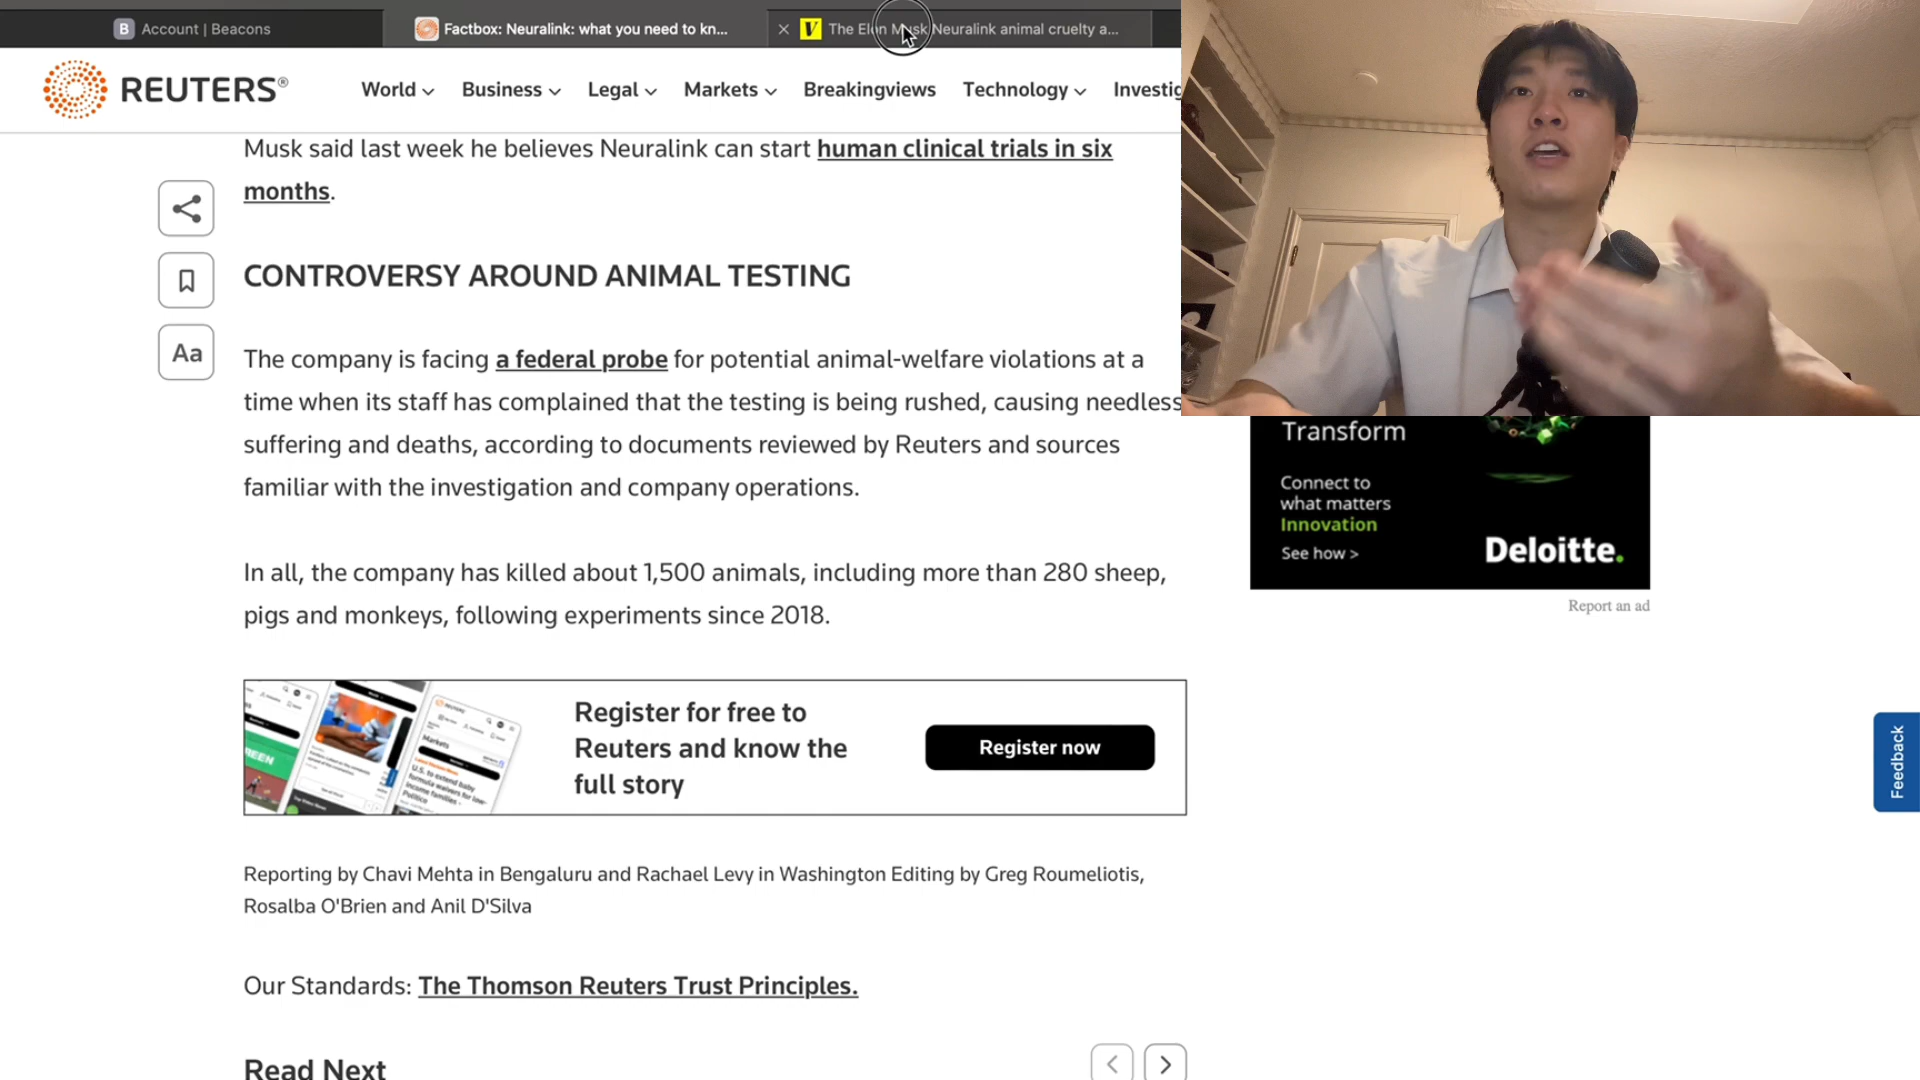 B Account | Beacons
Factbox: Neuralink: what you need to kn...
V The Elon Musk Neuralink animal cruelty a...
REUTERS®
World
Business
Legal
Markets
Breakingviews
Technology
Investig
Musk said last week he believes Neuralink can start human clinical trials in six
months.
CONTROVERSY AROUND ANIMAL TESTING
Aa
The company is facing a federal probe for potential animal-welfare violations at a
time when its staff has complained that the testing is being rushed, causing needless
suffering and deaths, according to documents reviewed by Reuters and sources
familiar with the investigation and company operations.
In all, the company has killed about 1,500 animals, including more than 280 sheep,
pigs and monkeys, following experiments since 2018.
Register for free to
Reuters and know the
full story
Register now
Reporting by Chavi Mehta in Bengaluru and Rachael Levy in Washington Editing by Greg Roumeliotis,
Rosalba O'Brien and Anil D'Silva
Our Standards: The Thomson Reuters Trust Principles.
Read Next
Transform
Connect to
what matters
Innovation
See how >
Deloitte.
Report an ad
Feedback